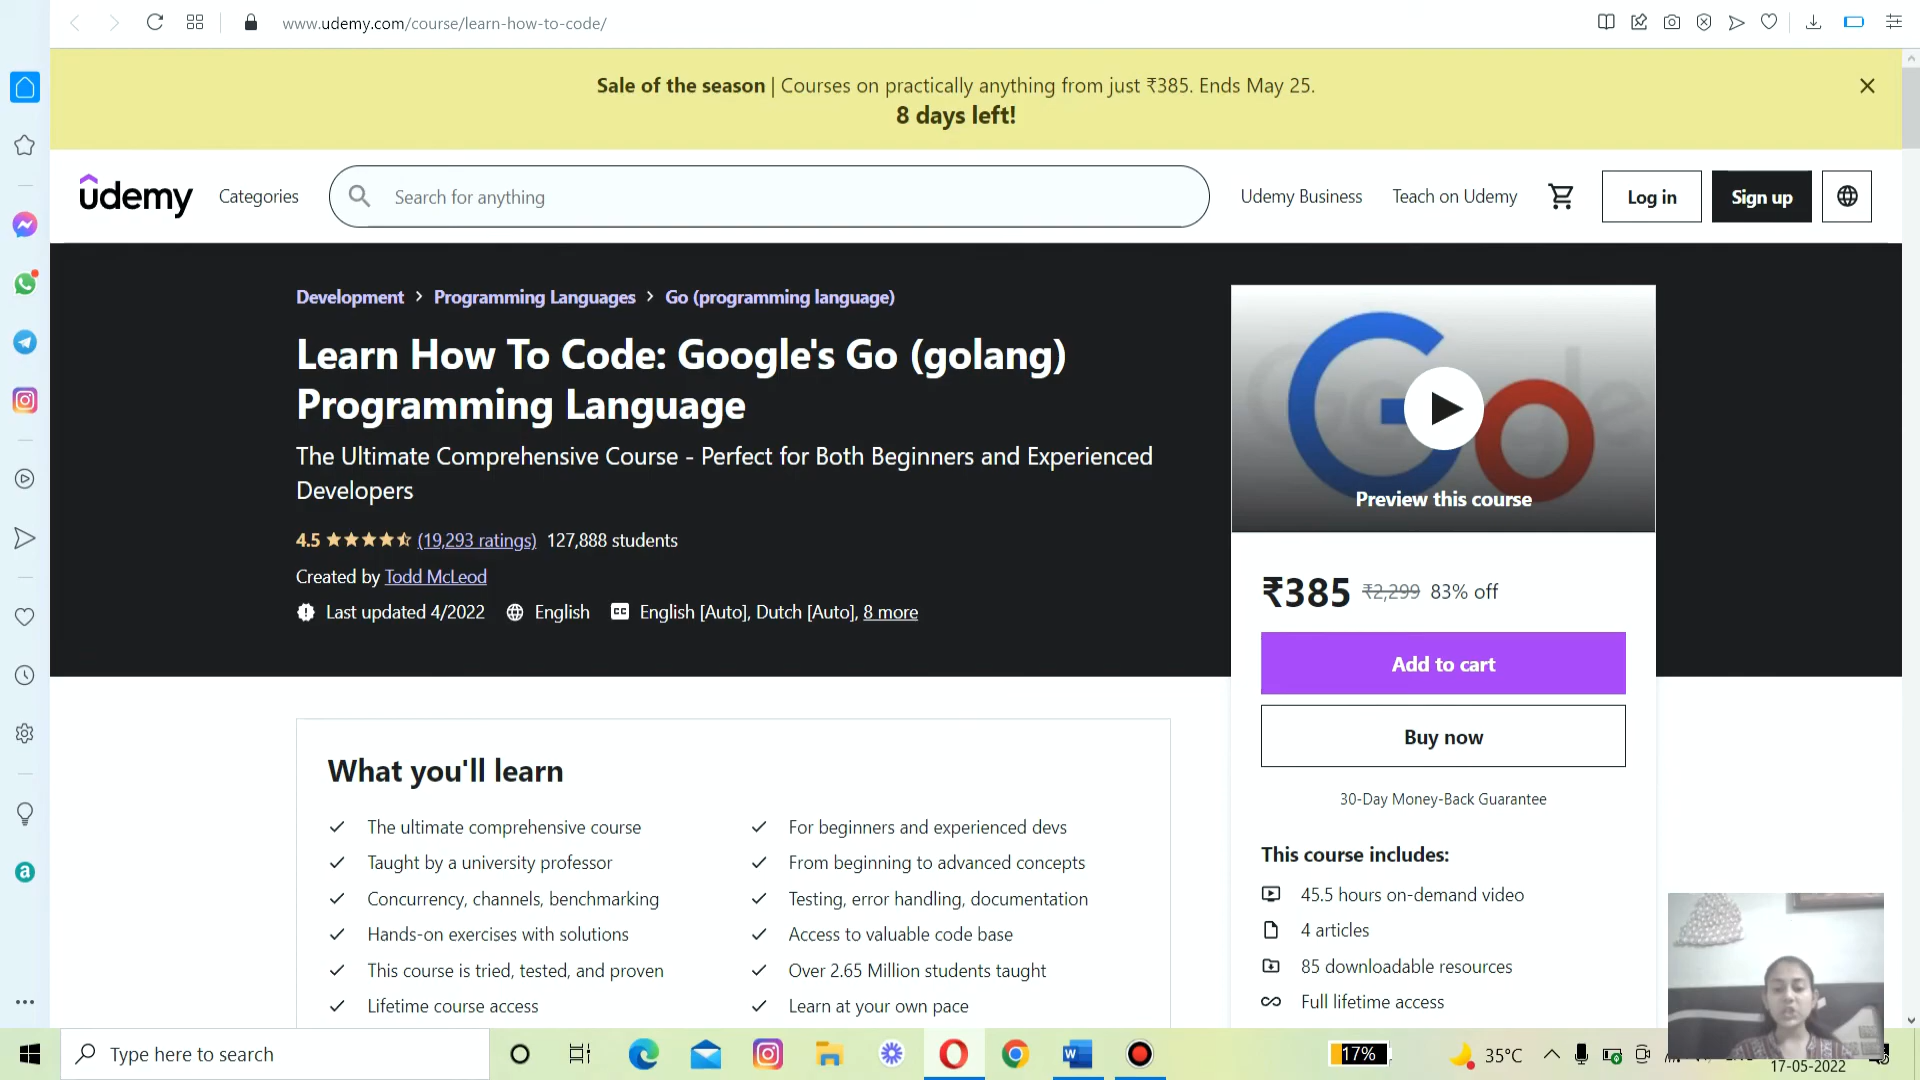 www.udemy.com/course/learn-how-to-code/
Sale of the season | Courses on practically anything from just ₹385. Ends May 25.
8 days left!
udemy
Categories
Search for anything
Udemy Business
Teach on Udemy
Log in
Sign up
Development > Programming Languages > Go (programming language)
Learn How To Code: Google's Go (golang)
Programming Language
The Ultimate Comprehensive Course - Perfect for Both Beginners and Experienced
Developers
4.5 (19,293 ratings) 127,888 students
Created by Todd McLeod
Last updated 4/2022 English CC English [Auto], Dutch [Auto], 8 more
Go
Preview this course
₹385 ₹2,299 83% off
Add to cart
Buy now
30-Day Money-Back Guarantee
This course includes:
45.5 hours on-demand video
4 articles
85 downloadable resources
Full lifetime access
What you'll learn
The ultimate comprehensive course
Taught by a university professor
Concurrency, channels, benchmarking
Hands-on exercises with solutions
This course is tried, tested, and proven
Lifetime course access
For beginners and experienced devs
From beginning to advanced concepts
Testing, error handling, documentation
Access to valuable code base
Over 2.65 Million students taught
Learn at your own pace
a
Type here to search
W
17%
35°C
17-05-2022